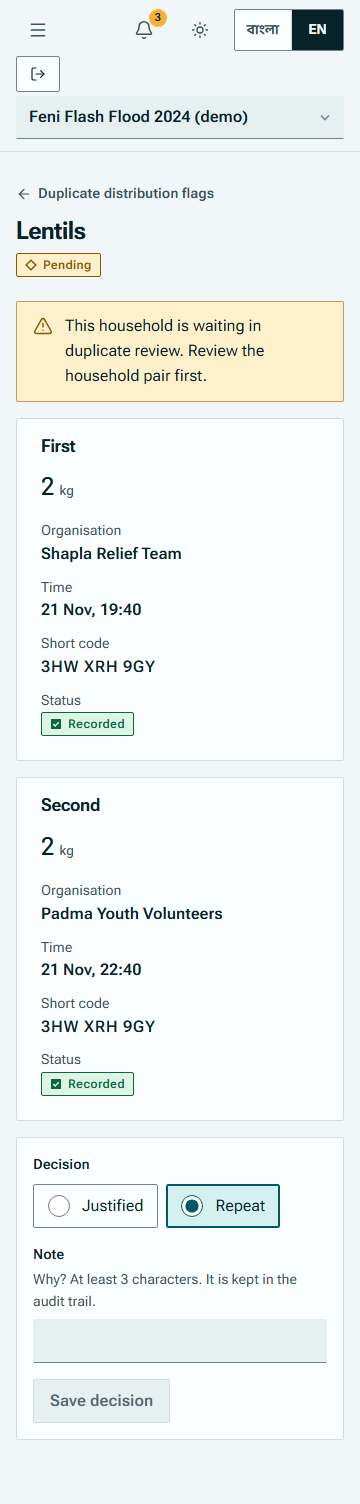 3
বাংলা
EN
Feni Flash Flood 2024 (demo)
Duplicate distribution flags
Lentils
Pending
This household is waiting in
duplicate review. Review the
household pair first.
First
2 kg
Organisation
Shapla Relief Team
Time
21 Nov, 19:40
Short code
3HW XRH 9GY
Status
Recorded
Second
2 kg
Organisation
Padma Youth Volunteers
Time
21 Nov, 22:40
Short code
3HW XRH 9GY
Status
Recorded
Decision
Justified
Repeat
Note
Why? At least 3 characters. It is kept in the
audit trail.
Save decision